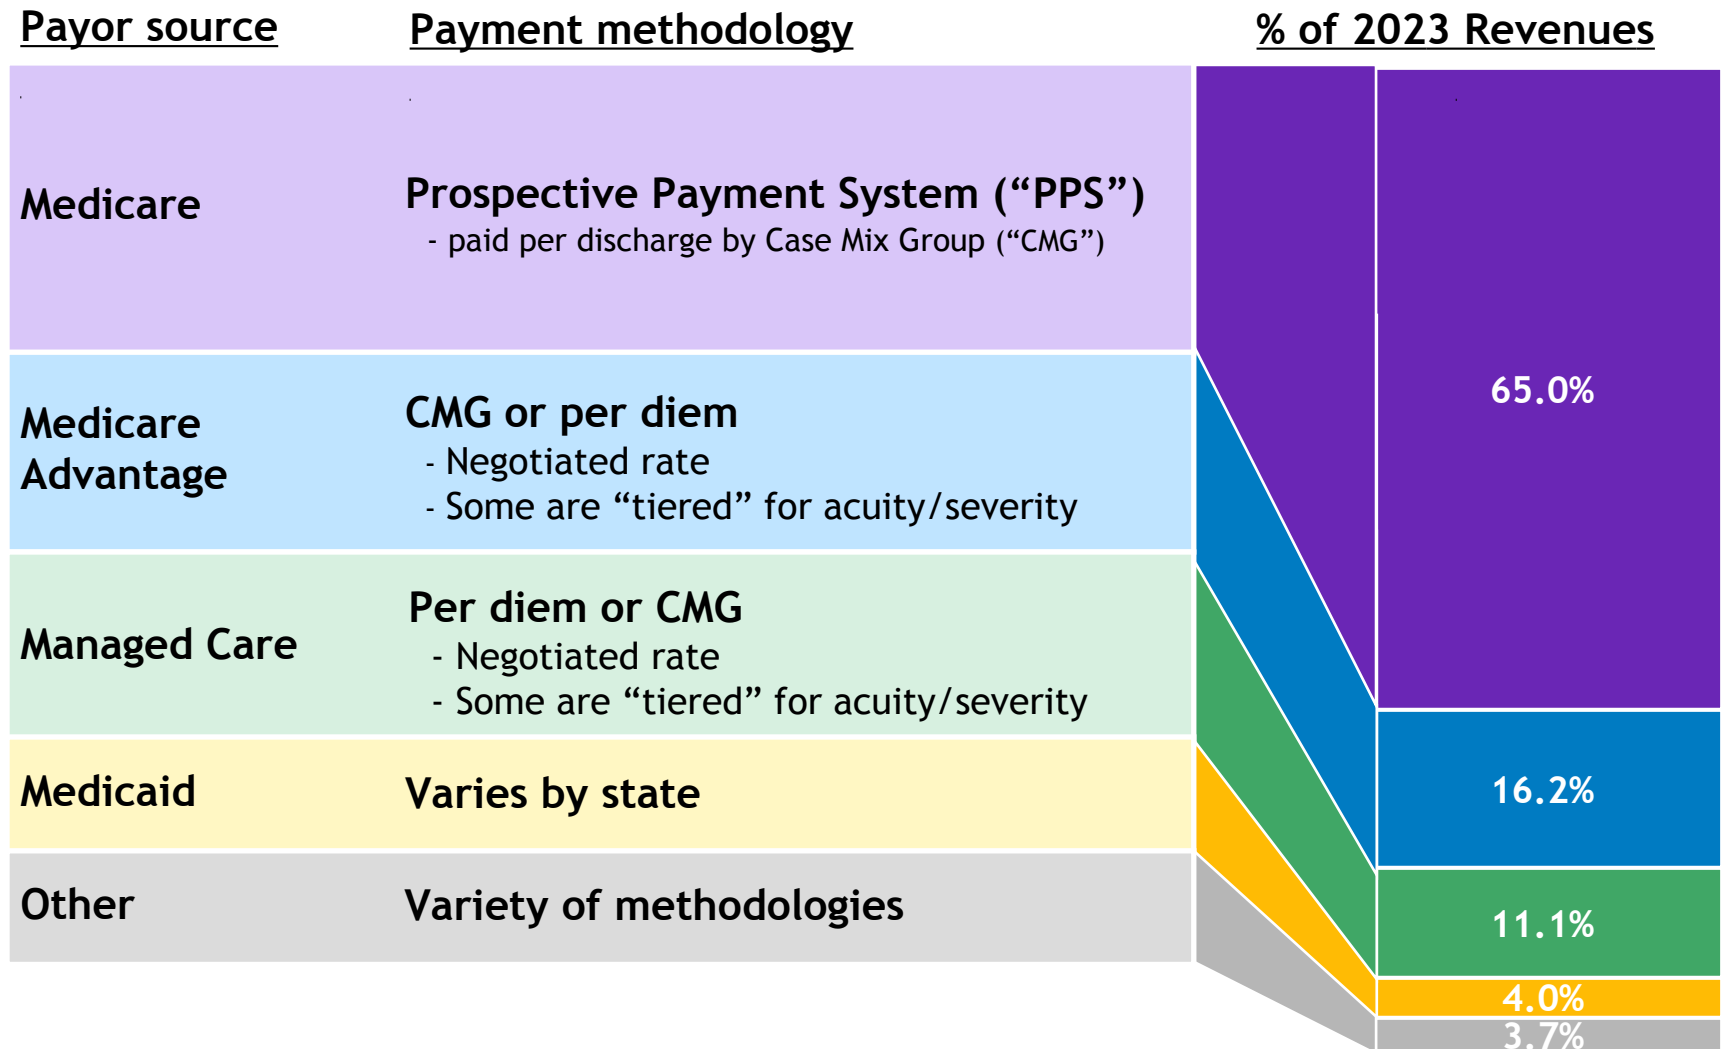 Payor source
Payment methodology
% of 2023 Revenues
Medicare
Prospective Payment System (“PPS”)
- paid per discharge by Case Mix Group (“CMG”)
65.0%
Medicare
Advantage
CMG or per diem
- Negotiated rate
- Some are “tiered” for acuity/severity
16.2%
Managed Care
Per diem or CMG
- Negotiated rate
- Some are “tiered” for acuity/severity
11.1%
Medicaid
Varies by state
4.0%
Other
Variety of methodologies
3.7%